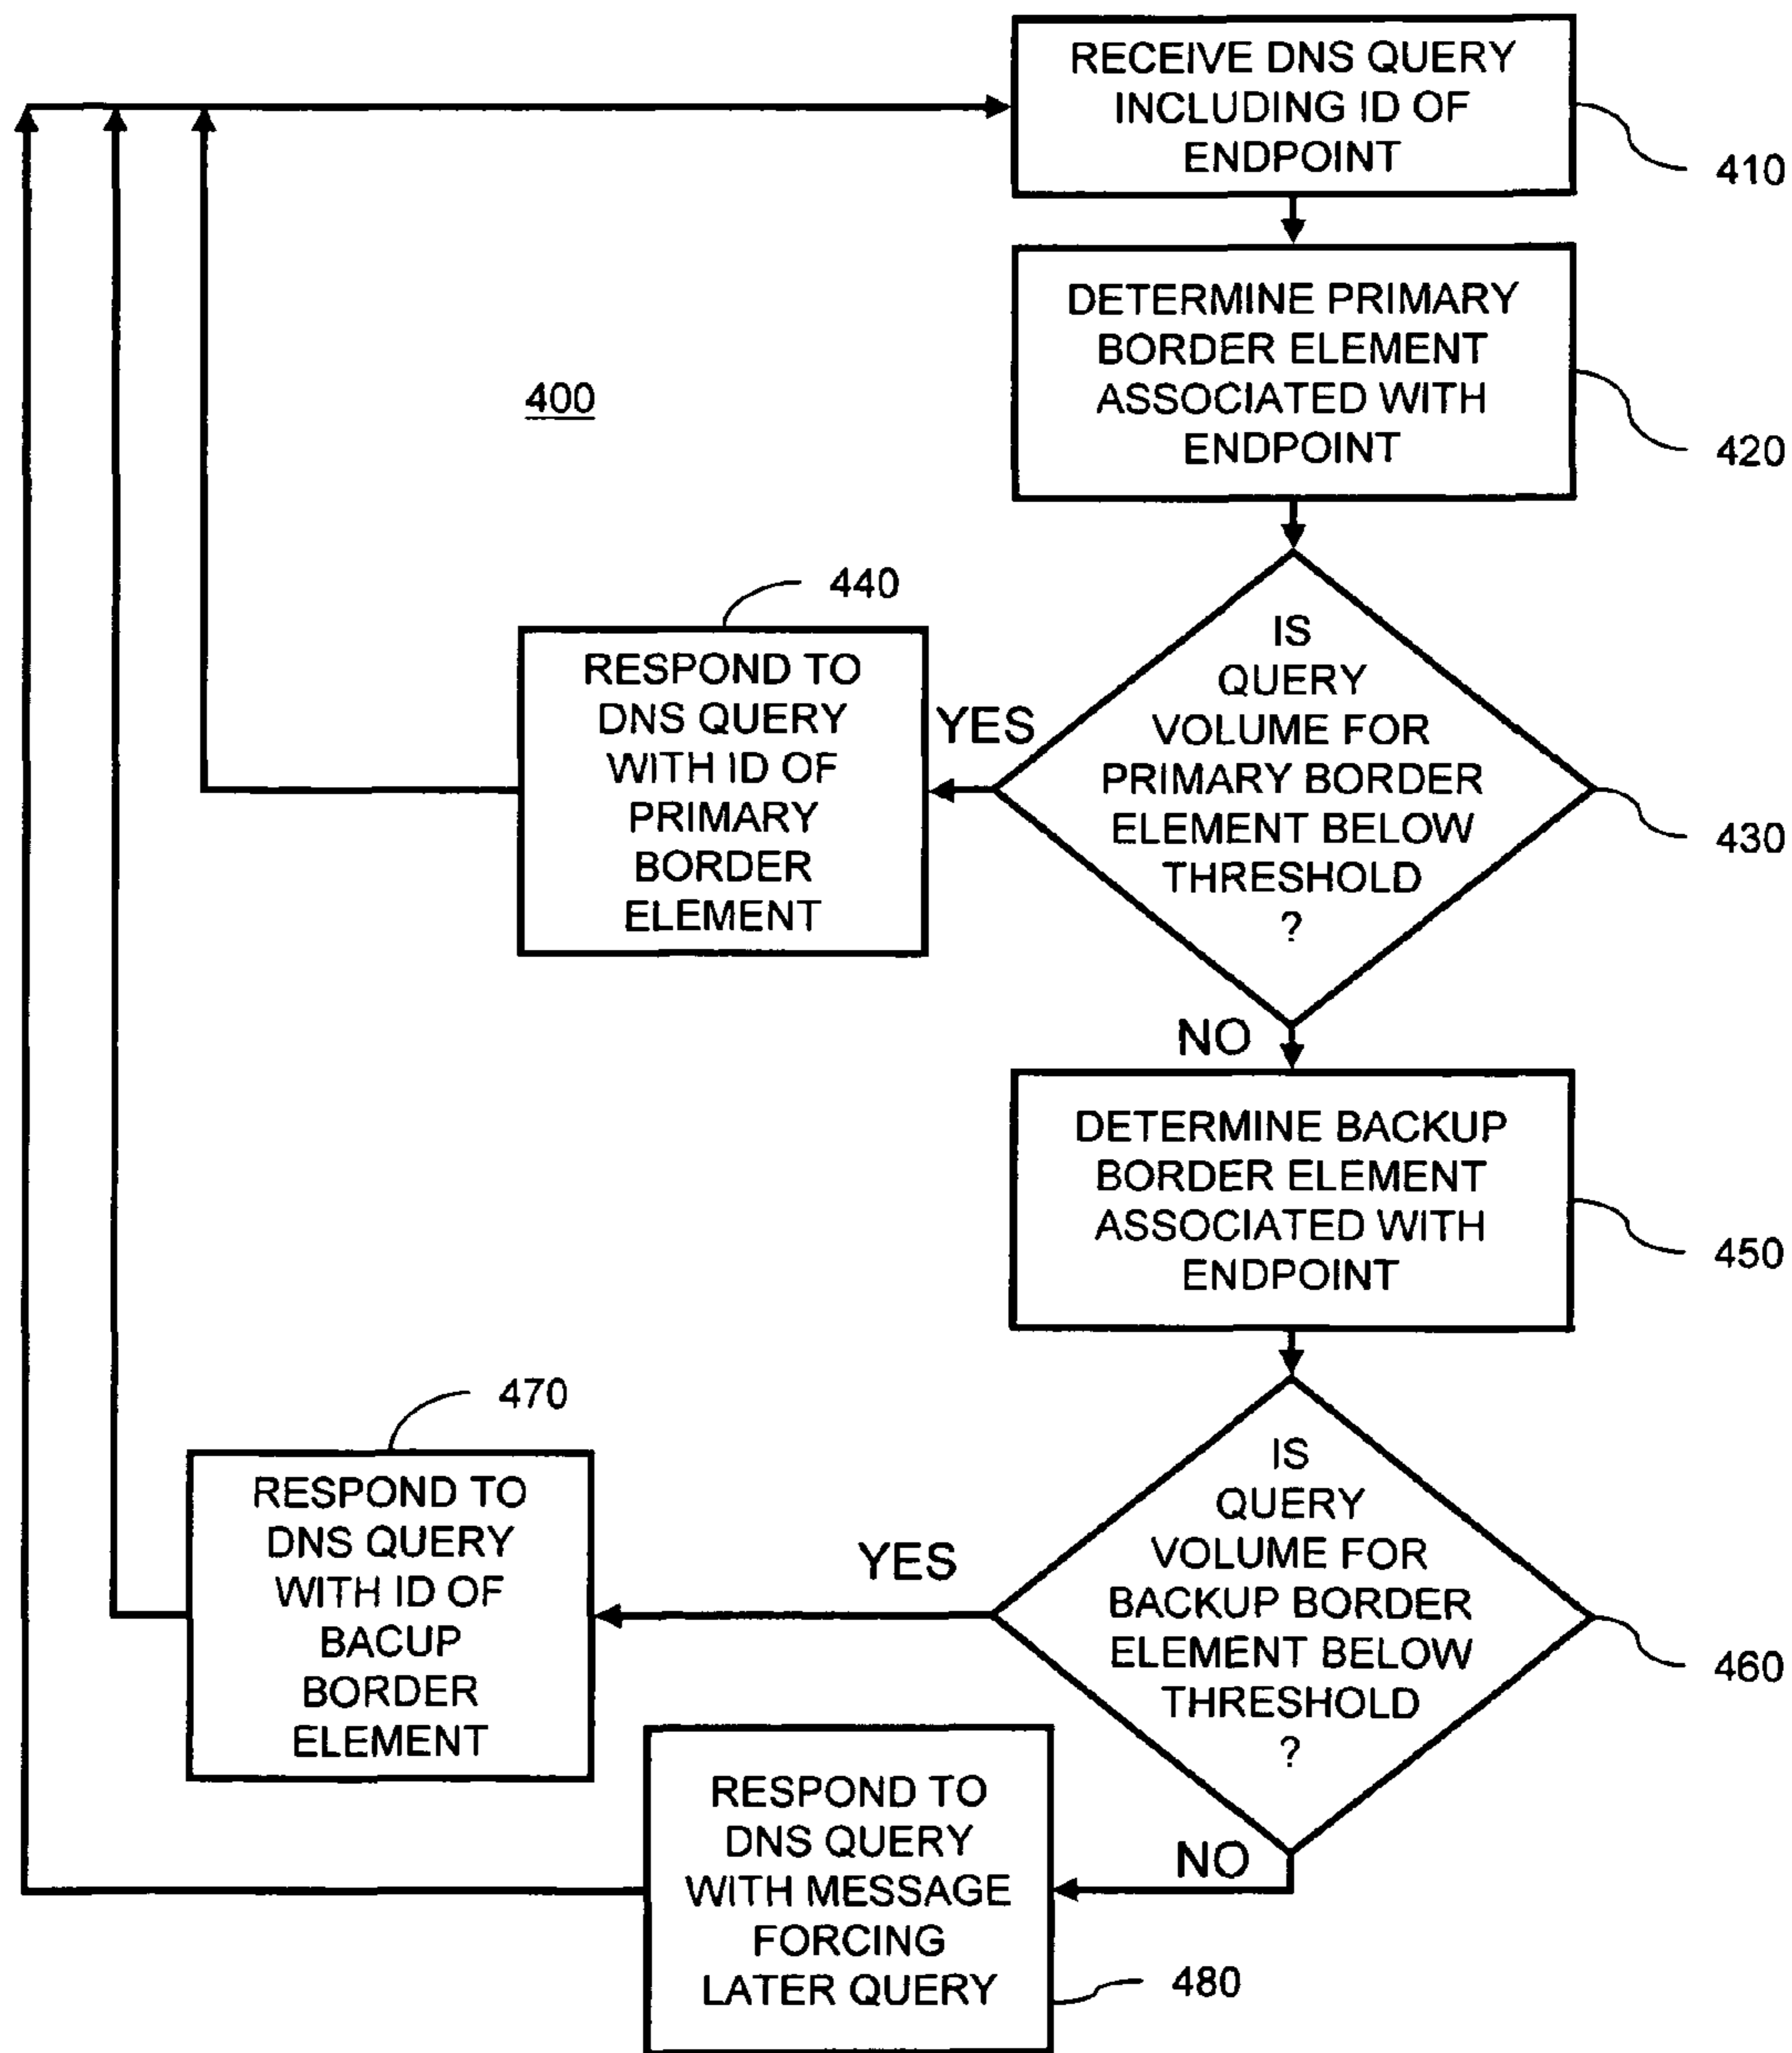 RECEIVE DNS QUERY
INCLUDING ID OF
ENDPOINT
410
DETERMINE PRIMARY
BORDER ELEMENT
ASSOCIATED WITH
ENDPOINT
420
400
440
RESPOND TO
DNS QUERY
WITH ID OF
PRIMARY
BORDER
ELEMENT
YES
IS
QUERY
VOLUME FOR
PRIMARY BORDER
ELEMENT BELOW
THRESHOLD
?
430
NO
DETERMINE BACKUP
BORDER ELEMENT
ASSOCIATED WITH
ENDPOINT
450
470
RESPOND TO
DNS QUERY
WITH ID OF
BACUP
BORDER
ELEMENT
YES
IS
QUERY
VOLUME FOR
BACKUP BORDER
ELEMENT BELOW
THRESHOLD
?
460
NO
RESPOND TO
DNS QUERY
WITH MESSAGE
FORCING
LATER QUERY
480